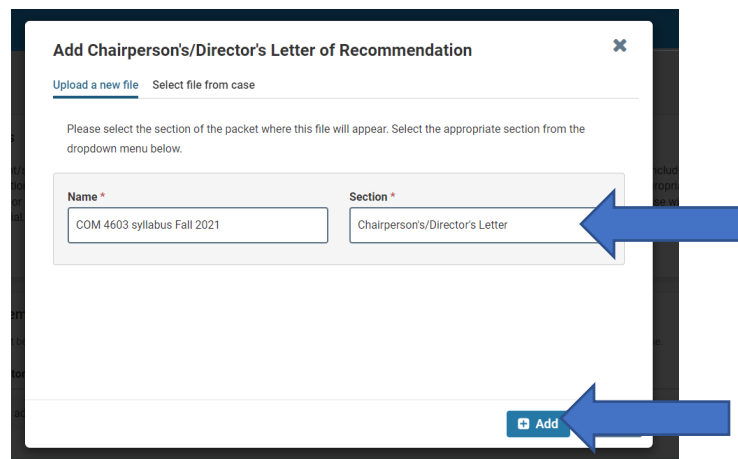 Add Chairperson's/Director's Letter of Recommendation
Upload a new file Select file from case
Please select the section of the packet where this file will appear. Select the appropriate section from the
dropdown menu below.
Name * Section *
COM 4603 syllabus Fall 2021 Chairperson's/Director's Letter
Add